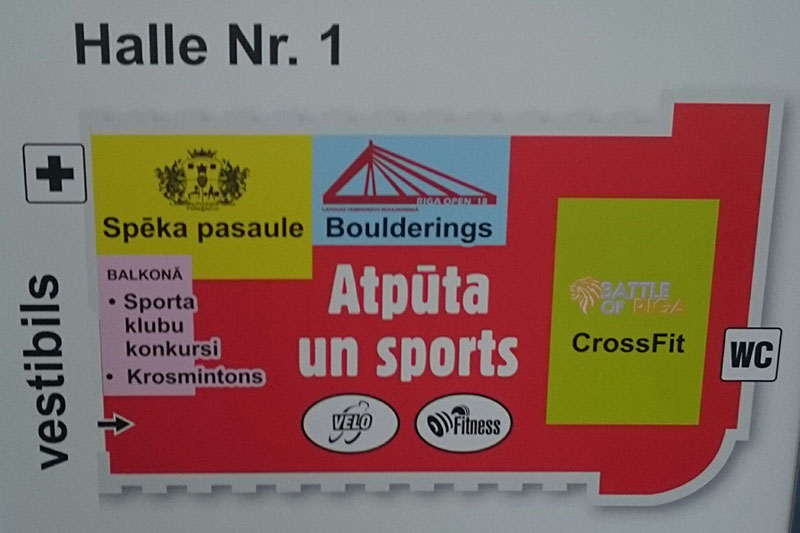 Halle Nr. 1
Spēka pasaule
RIGA OPEN '18
Boulderings
BALKONĀ
• Sporta
klubu
konkursi
• Krosmintons
Atpūta
un sports
VELO
Fitness
BATTLE
OF RIGA
CrossFit
WC
vestibils